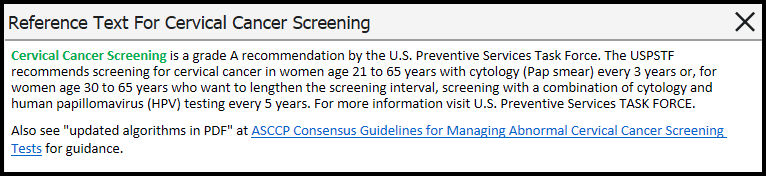 Reference Text For Cervical Cancer Screening
Cervical Cancer Screening is a grade A recommendation by the U.S. Preventive Services Task Force. The USPSTF
recommends screening for cervical cancer in women age 21 to 65 years with cytology (Pap smear) every 3 years or, for
women age 30 to 65 years who want to lengthen the screening interval, screening with a combination of cytology and
human papillomavirus (HPV) testing every 5 years. For more information visit U.S. Preventive Services TASK FORCE.
Also see "updated algorithms in PDF" at ASCCP Consensus Guidelines for Managing Abnormal Cervical Cancer Screening
Tests for guidance.